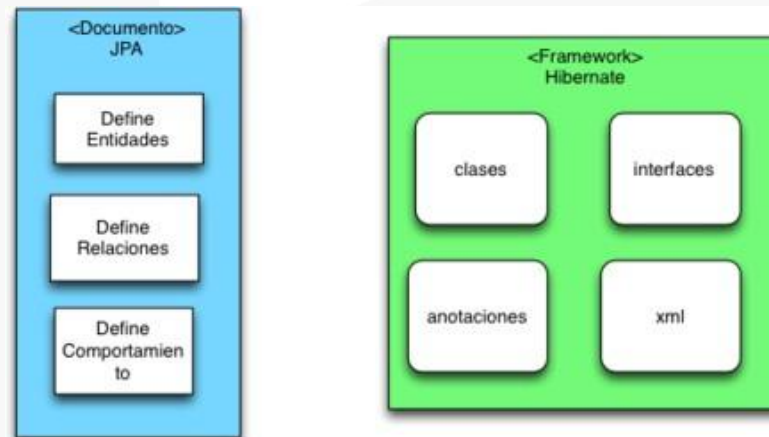 <Documento>
JPA
Define
Entidades
Define
Relaciones
Define
Comportamien
to
<Framework>
Hibernate
clases
interfaces
anotaciones
xml